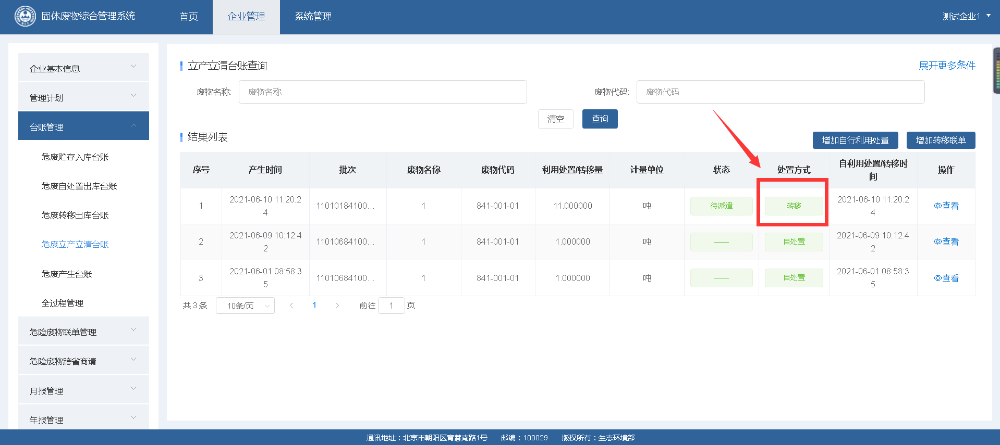 固体废物综合管理系统
首页
企业管理
系统管理
测试企业1
企业基本信息
管理计划
台账管理
危废贮存入库台账
危废自处置出库台账
危废转移出库台账
危废立产立清台账
危废产生台账
全过程管理
危险废物联单管理
危险废物跨省商请
月报管理
年报管理
立产立清台账查询
展开更多条件
废物名称:
废物名称
废物代码:
废物代码
清空
查询
结果列表
增加自行利用处置
增加转移联单
序号 产生时间 批次 废物名称 废物代码 利用处置/转移量 计量单位 状态 处置方式 自利用处置/转移时
间 操作
1 2021-06-10 11:20:2
4 11010184100... 1 841-001-01 11.000000 吨 待派遣 转移 2021-06-10 11:20:2
4 查看
2 2021-06-09 10:12:4
2 11010684100... 1 841-001-01 1.000000 吨 —— 自处置 2021-06-09 10:12:4
2 查看
3 2021-06-01 08:58:3
5 11010684100... 1 841-001-01 1.000000 吨 —— 自处置 2021-06-01 08:58:3
5 查看
共 3 条 10条/页 1 前往 1 页
通讯地址：北京市朝阳区育慧南路1号 邮编：100029 版权所有：生态环境部